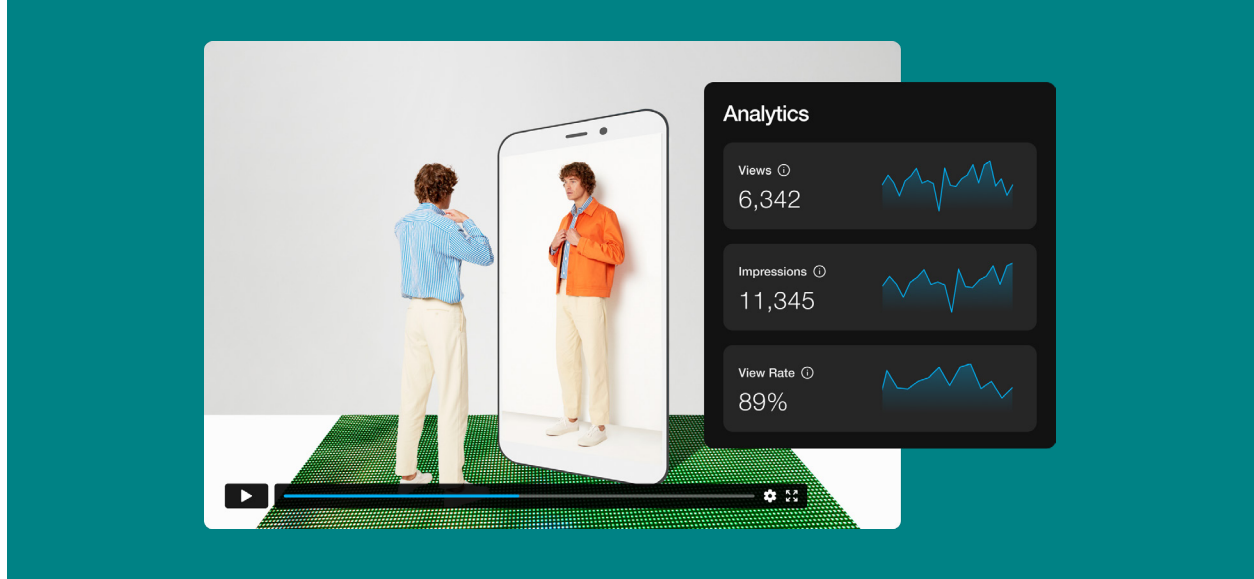 Analytics
Views
6,342
Impressions
11,345
View Rate
89%